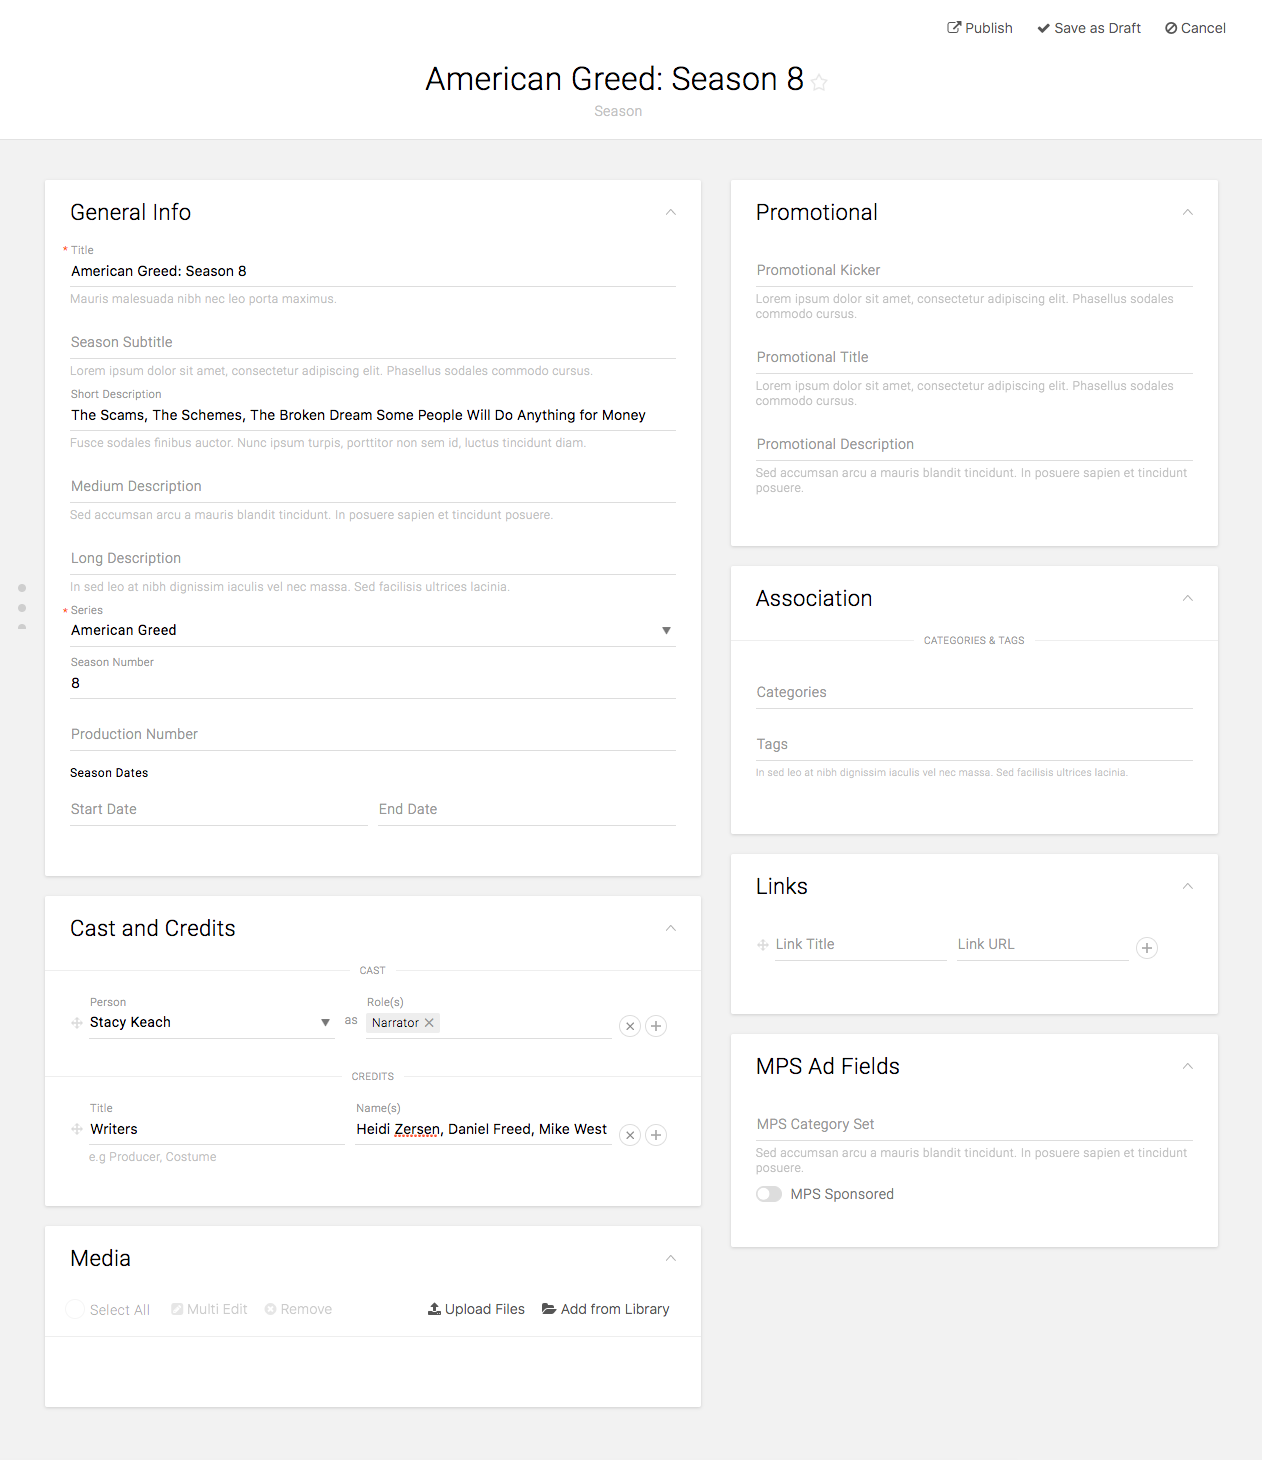 Publish
Save as Draft
Cancel
American Greed: Season 8
Season
General Info
* Title
American Greed: Season 8
Mauris malesuada nibh nec leo porta maximus.
Season Subtitle
Lorem ipsum dolor sit amet, consectetur adipiscing elit. Phasellus sodales commodo cursus.
Short Description
The Scams, The Schemes, The Broken Dream Some People Will Do Anything for Money
Fusce sodales finibus auctor. Nunc ipsum turpis, porttitor non sem id, luctus tincidunt diam.
Medium Description
Sed accumsan arcu a mauris blandit tincidunt. In posuere sapien et tincidunt posuere.
Long Description
In sed leo at nibh dignissim iaculis vel nec massa. Sed facilisis ultrices lacinia.
* Series
American Greed
Season Number
8
Production Number
Season Dates
Start Date
End Date
Cast and Credits
CAST
Person
Stacy Keach
as
Role(s)
Narrator
CREDITS
Title
Writers
e.g Producer, Costume
Name(s)
Heidi Zersen, Daniel Freed, Mike West
Media
Select All
Multi Edit
Remove
Upload Files
Add from Library
Promotional
Promotional Kicker
Lorem ipsum dolor sit amet, consectetur adipiscing elit. Phasellus sodales
commodo cursus.
Promotional Title
Lorem ipsum dolor sit amet, consectetur adipiscing elit. Phasellus sodales
commodo cursus.
Promotional Description
Sed accumsan arcu a mauris blandit tincidunt. In posuere sapien et tincidunt
posuere.
Association
CATEGORIES & TAGS
Categories
Tags
In sed leo at nibh dignissim iaculis vel nec massa. Sed facilisis ultrices lacinia.
Links
Link Title
Link URL
MPS Ad Fields
MPS Category Set
Sed accumsan arcu a mauris blandit tincidunt. In posuere sapien et tincidunt
posuere.
MPS Sponsored